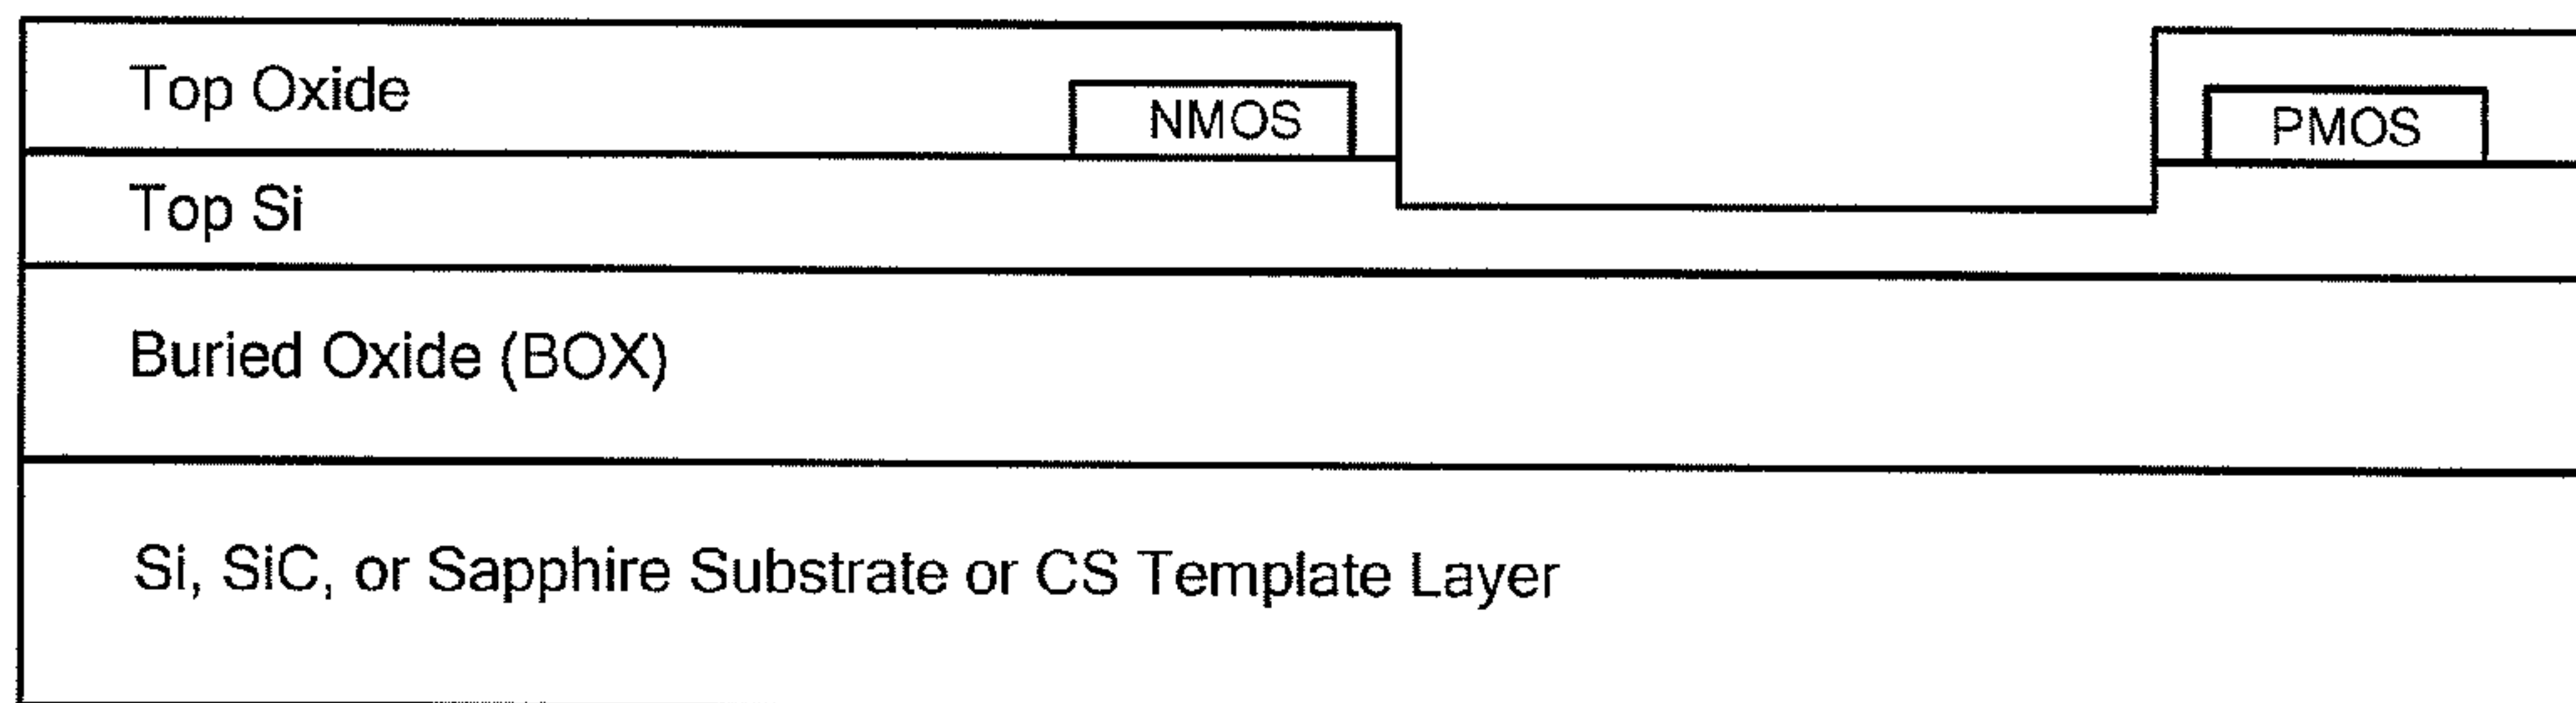 Top Oxide
NMOS
PMOS
Top Si
Buried Oxide (BOX)
Si, SiC, or Sapphire Substrate or CS Template Layer